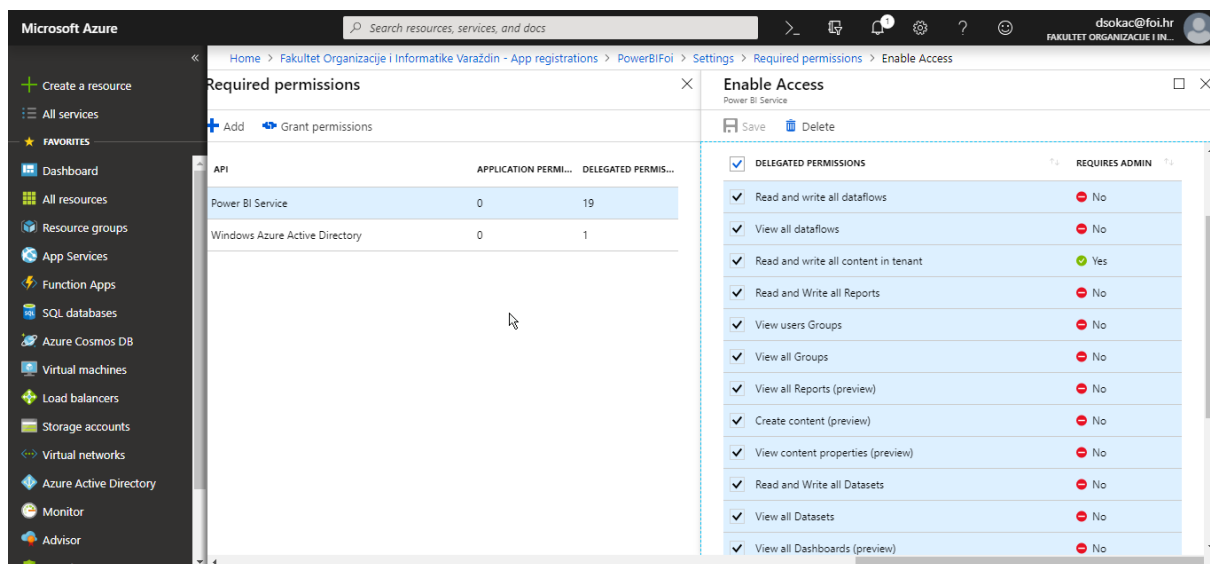 Microsoft Azure
Search resources, services, and docs
1
dsokac@foi.hr
FAKULTET ORGANIZACIJE I IN...
Home > Fakultet Organizacije i Informatike Varaždin - App registrations > PowerBIFoi > Settings > Required permissions > Enable Access
Create a resource
All services
FAVORITES
Dashboard
All resources
Resource groups
App Services
Function Apps
SQL databases
Azure Cosmos DB
Virtual machines
Load balancers
Storage accounts
Virtual networks
Azure Active Directory
Monitor
Advisor
Required permissions
Add Grant permissions
API APPLICATION PERMI... DELEGATED PERMIS...
Power BI Service 0 19
Windows Azure Active Directory 0 1
Enable Access
Power BI Service
Save Delete
DELEGATED PERMISSIONS REQUIRES ADMIN
Read and write all dataflows No
View all dataflows No
Read and write all content in tenant Yes
Read and Write all Reports No
View users Groups No
View all Groups No
View all Reports (preview) No
Create content (preview) No
View content properties (preview) No
Read and Write all Datasets No
View all Datasets No
View all Dashboards (preview) No